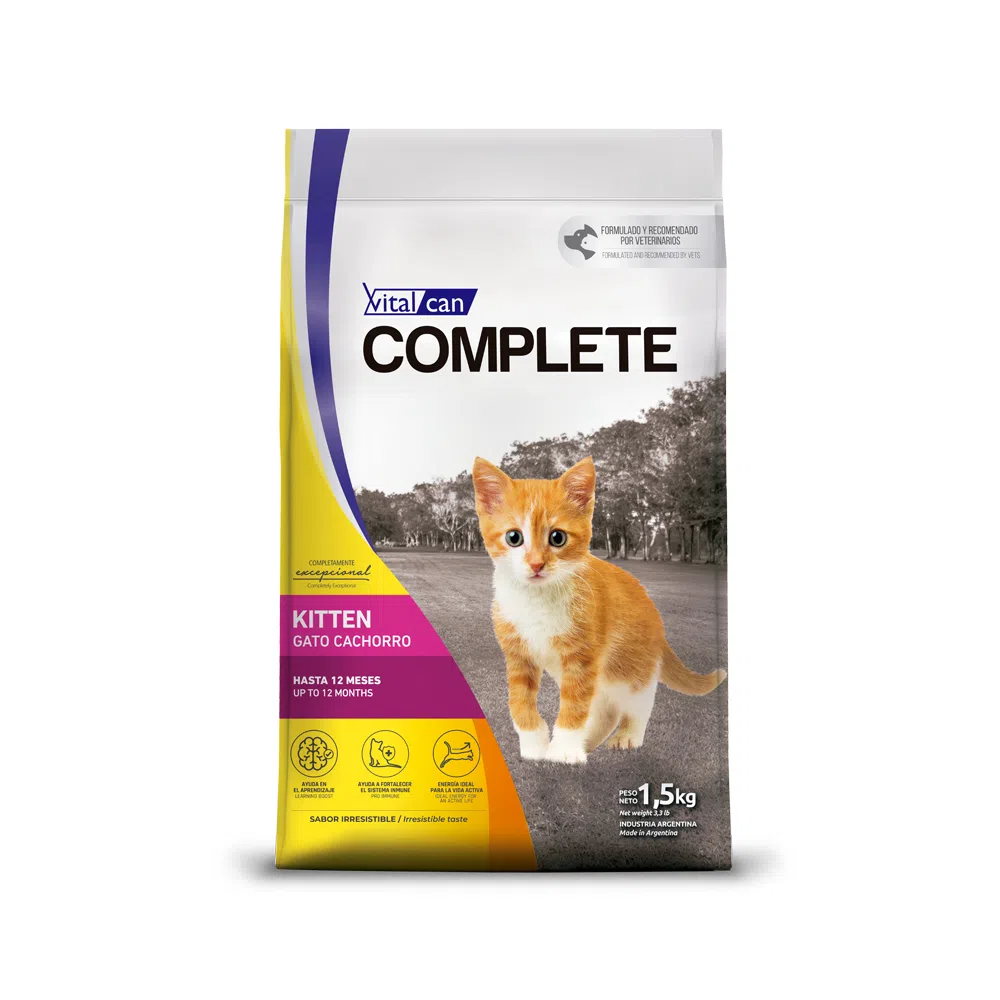 FORMULADO Y RECOMENDADO
POR VETERINARIOS
FORMULATED AND RECOMMENDED BY VETS
Vital can
COMPLETE
COMPLETAMENTE
excepcional
Completely Exceptional
KITTEN
GATO CACHORRO
HASTA 12 MESES
UP TO 12 MONTHS
AYUDA EN
EL APRENDIZAJE
LEARNING BOOST
AYUDA A FORTALECER
EL SISTEMA INMUNE
PRO IMMUNE
ENERGÍA IDEAL
PARA LA VIDA ACTIVA
IDEAL ENERGY FOR
AN ACTIVE LIFE
SABOR IRRESISTIBLE / Irresistible taste
PESO
NETO 1,5kg
Net weight 3,3 lb
INDUSTRIA ARGENTINA
Made in Argentina